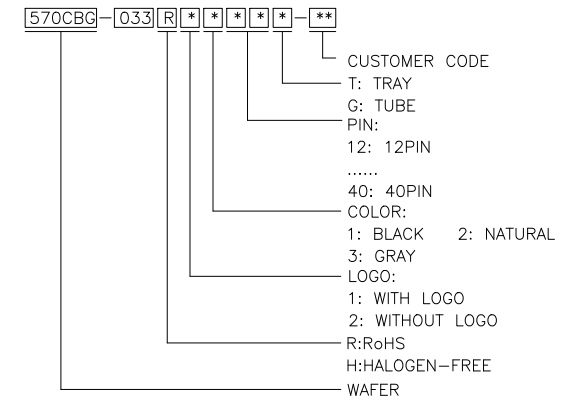 570CBG-033R*****-**
CUSTOMER CODE
T: TRAY
G: TUBE
PIN:
12: 12PIN
......
40: 40PIN
COLOR:
1: BLACK 2: NATURAL
3: GRAY
LOGO:
1: WITH LOGO
2: WITHOUT LOGO
R:RoHS
H:HALOGEN-FREE
WAFER